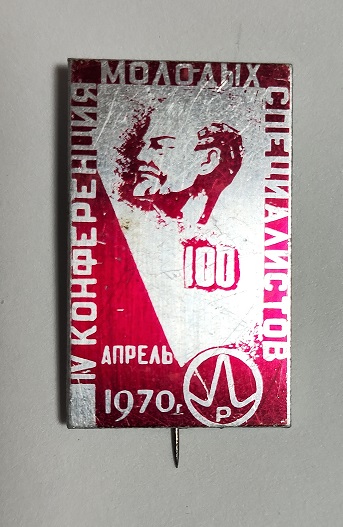 IV КОНФЕРЕНЦИЯ
МОЛОДЫХ
СПЕЦИАЛИСТОВ
100
АПРЕЛЬ
1970г.
Р